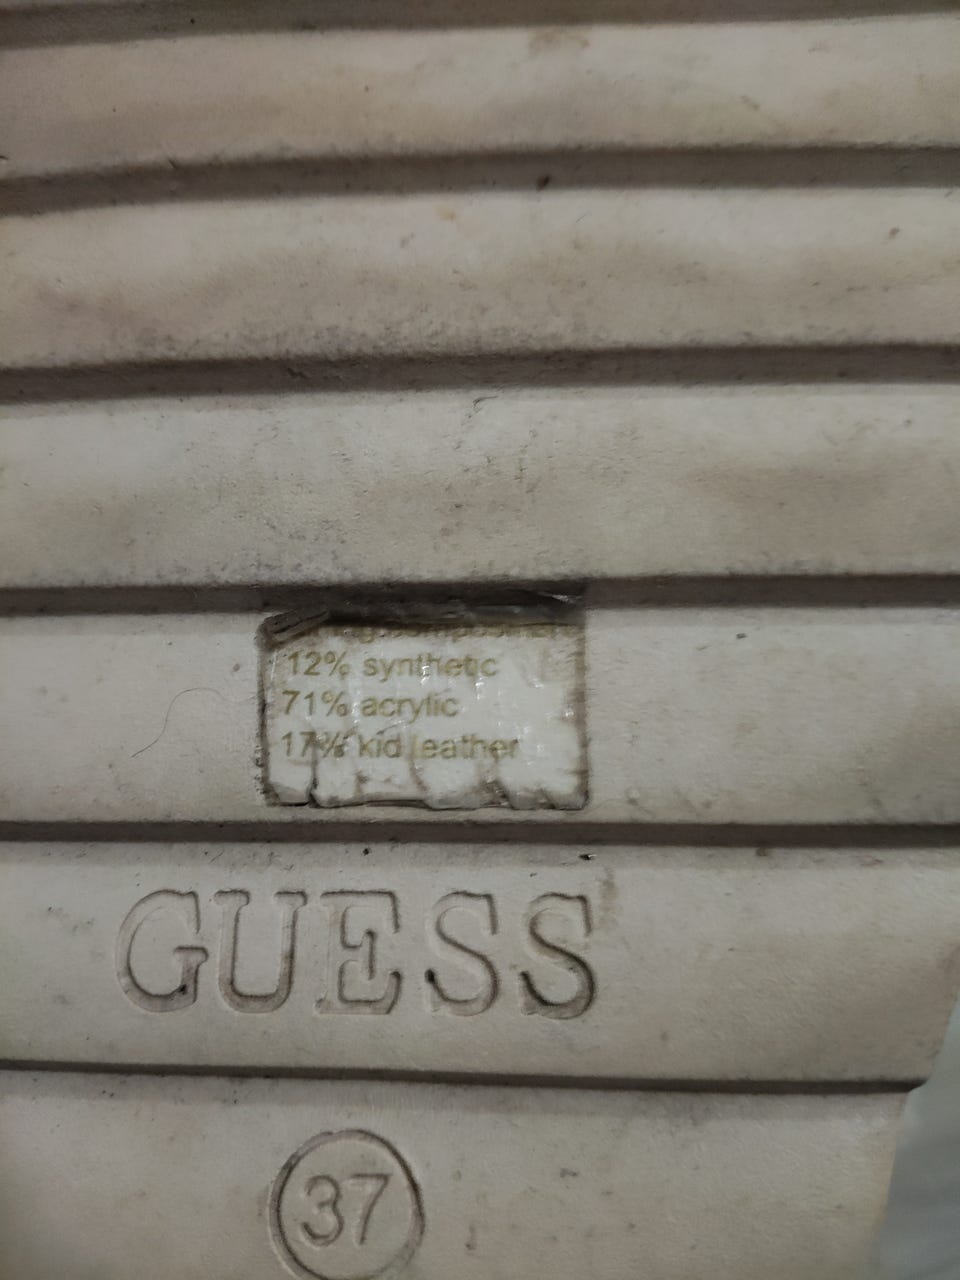 12% synthetic
71% acrylic
17% kid leather
GUESS
37